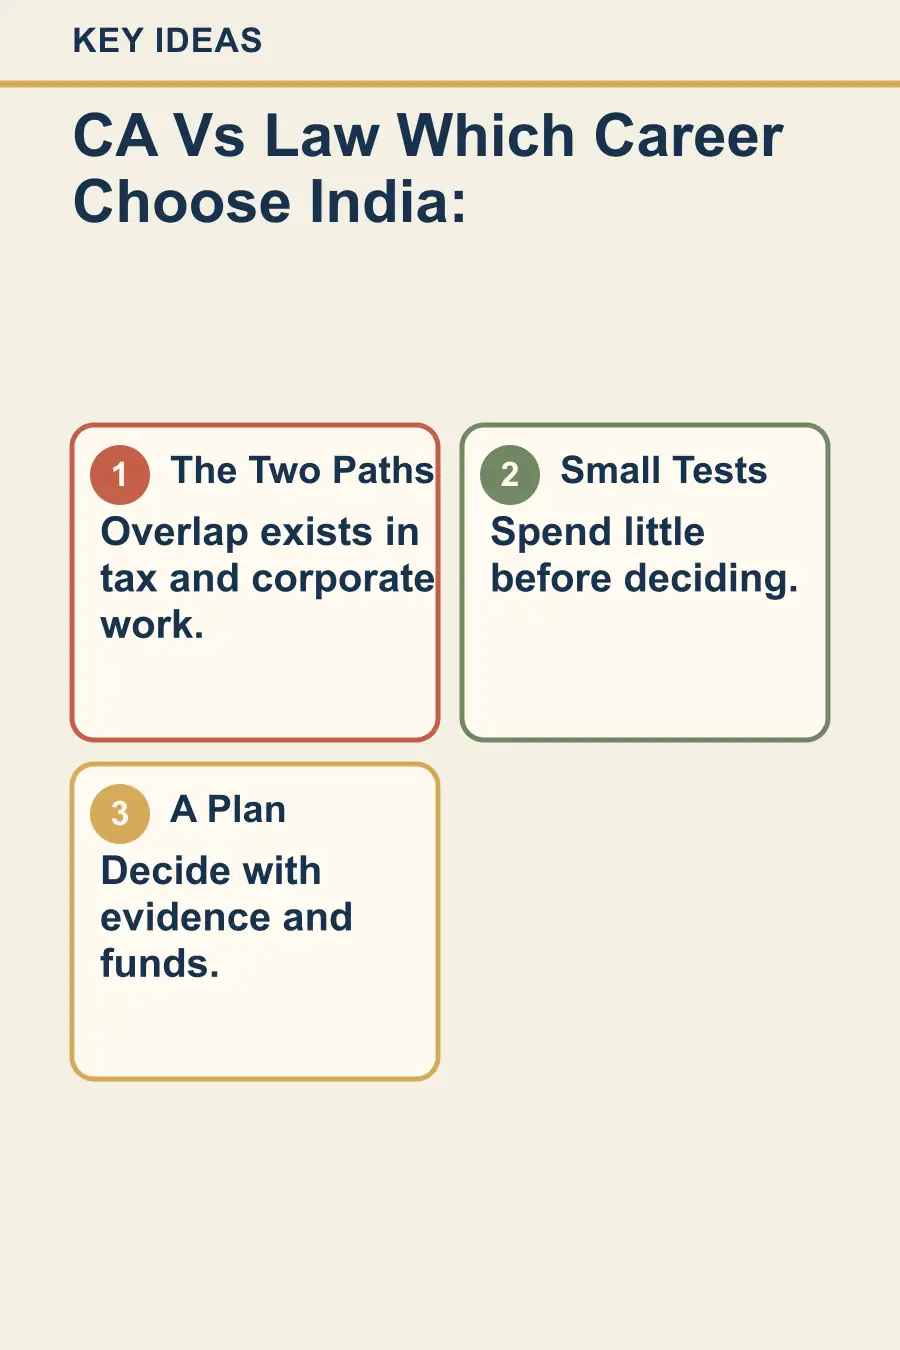 KEY IDEAS
CA Vs Law Which Career
Choose India:
1 The Two Paths
Overlap exists in
tax and corporate
work.
2 Small Tests
Spend little
before deciding.
3 A Plan
Decide with
evidence and
funds.